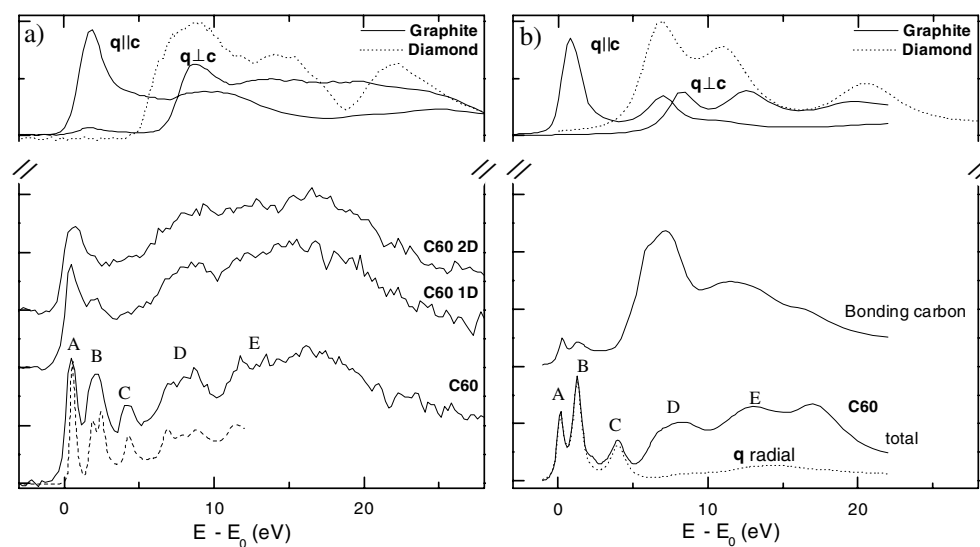 a)
Graphite
Diamond
q||c
q⊥c
C60 2D
C60 1D
A
B
C
D
E
C60
0
10
20
E - E0 (eV)
b)
Graphite
Diamond
q||c
q⊥c
Bonding carbon
A
B
C
D
E
C60
total
q radial
0
10
20
E - E0 (eV)